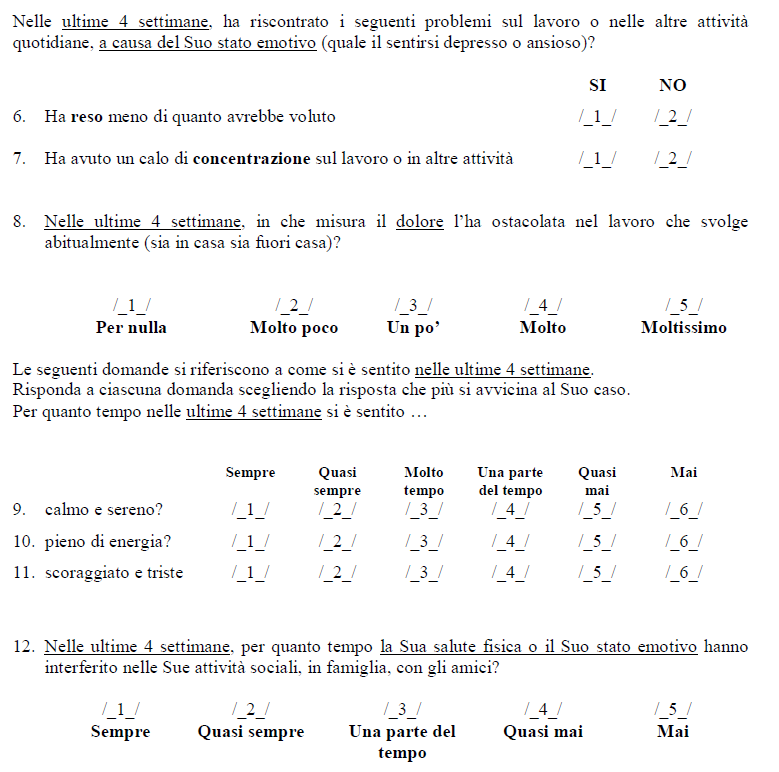 Nelle ultime 4 settimane, ha riscontrato i seguenti problemi sul lavoro o nelle altre attività
quotidiane, a causa del Suo stato emotivo (quale il sentirsi depresso o ansioso)?
SI NO
6. Ha reso meno di quanto avrebbe voluto /_1_/ /_2_/
7. Ha avuto un calo di concentrazione sul lavoro o in altre attività /_1_/ /_2_/
8. Nelle ultime 4 settimane, in che misura il dolore l’ha ostacolata nel lavoro che svolge
abitualmente (sia in casa sia fuori casa)?
/_1_/ /_2_/ /_3_/ /_4_/ /_5_/
Per nulla Molto poco Un po’ Molto Moltissimo
Le seguenti domande si riferiscono a come si è sentito nelle ultime 4 settimane.
Risponda a ciascuna domanda scegliendo la risposta che più si avvicina al Suo caso.
Per quanto tempo nelle ultime 4 settimane si è sentito …
Sempre Quasi Molto Una parte Quasi Mai
sempre tempo del tempo mai
9. calmo e sereno? /_1_/ /_2_/ /_3_/ /_4_/ /_5_/ /_6_/
10. pieno di energia? /_1_/ /_2_/ /_3_/ /_4_/ /_5_/ /_6_/
11. scoraggiato e triste /_1_/ /_2_/ /_3_/ /_4_/ /_5_/ /_6_/
12. Nelle ultime 4 settimane, per quanto tempo la Sua salute fisica o il Suo stato emotivo hanno
interferito nelle Sue attività sociali, in famiglia, con gli amici?
/_1_/ /_2_/ /_3_/ /_4_/ /_5_/
Sempre Quasi sempre Una parte del Quasi mai Mai
tempo